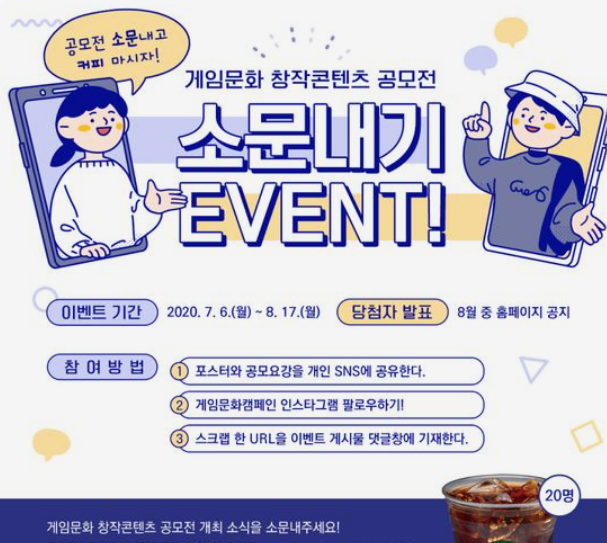 공모전 소문내고
커피 마시자!
게임문화 창작콘텐츠 공모전
소문내기
EVENT!
이벤트 기간 2020. 7. 6.(월) ~ 8. 17.(월) 당첨자 발표 8월 중 홈페이지 공지
참 여 방 법
1 포스터와 공모요강을 개인 SNS에 공유한다.
2 게임문화캠페인 인스타그램 팔로우하기!
3 스크랩 한 URL을 이벤트 게시물 댓글창에 기재한다.
20명
게임문화 창작콘텐츠 공모전 개최 소식을 소문내주세요!